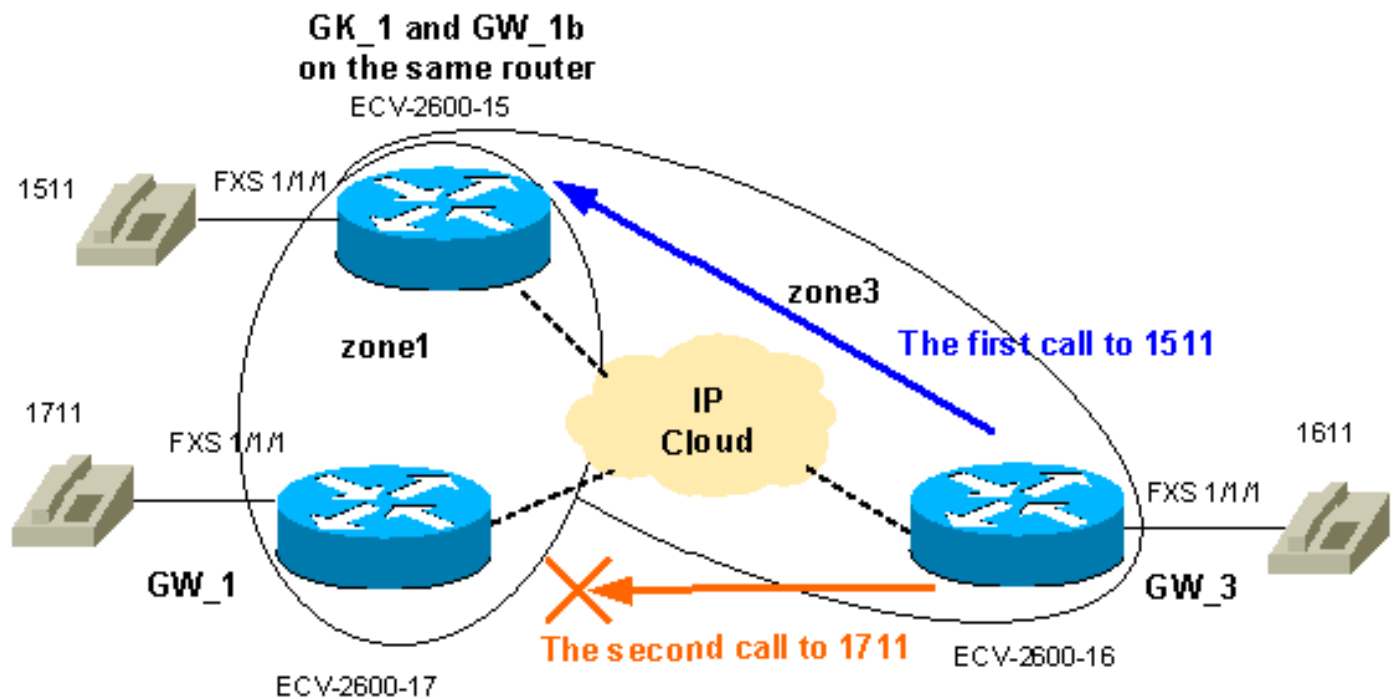 GK_1 and GW_1b
on the same router
ECV-2600-15
1511
FXS 1/1/1
zone3
The first call to 1511
zone1
IP
Cloud
1711
FXS 1/1/1
1611
FXS 1/1/1
GW_1
GW_3
The second call to 1711
ECV-2600-16
ECV-2600-17